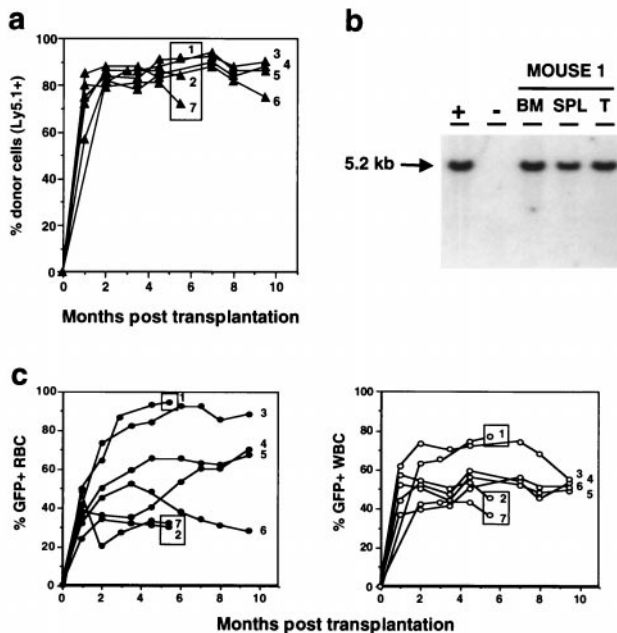 a
% donor cells (Ly5.1+)
100
80
60
40
20
0
0 2 4 6 8 10
1
2
7
3
4
5
6
Months post transplantation
b
MOUSE 1
+ - BM SPL T
5.2 kb
c
% GFP+ RBC
100
80
60
40
20
0
0 2 4 6 8 10
1
3
4
5
7
2
6
% GFP+ WBC
100
80
60
40
20
0
0 2 4 6 8 10
1
2
7
3
4
6
5
Months post transplantation